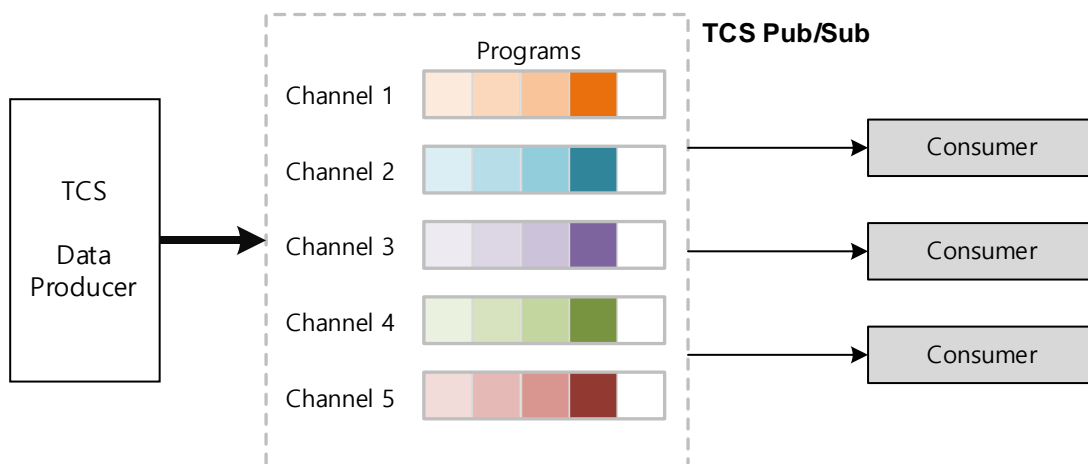 TCS Pub/Sub
Programs
Channel 1
Channel 2
Channel 3
Channel 4
Channel 5
TCS
Data
Producer
Consumer
Consumer
Consumer